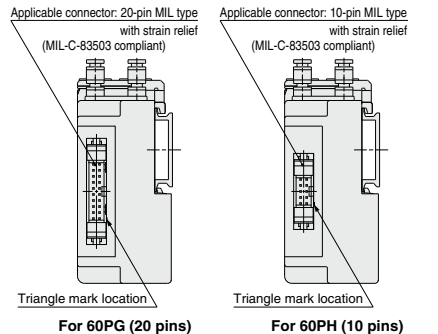 Applicable connector: 20-pin MIL type
with strain relief
(MIL-C-83503 compliant)
Triangle mark location
For 60PG (20 pins)
Applicable connector: 10-pin MIL type
with strain relief
(MIL-C-83503 compliant)
Triangle mark location
For 60PH (10 pins)